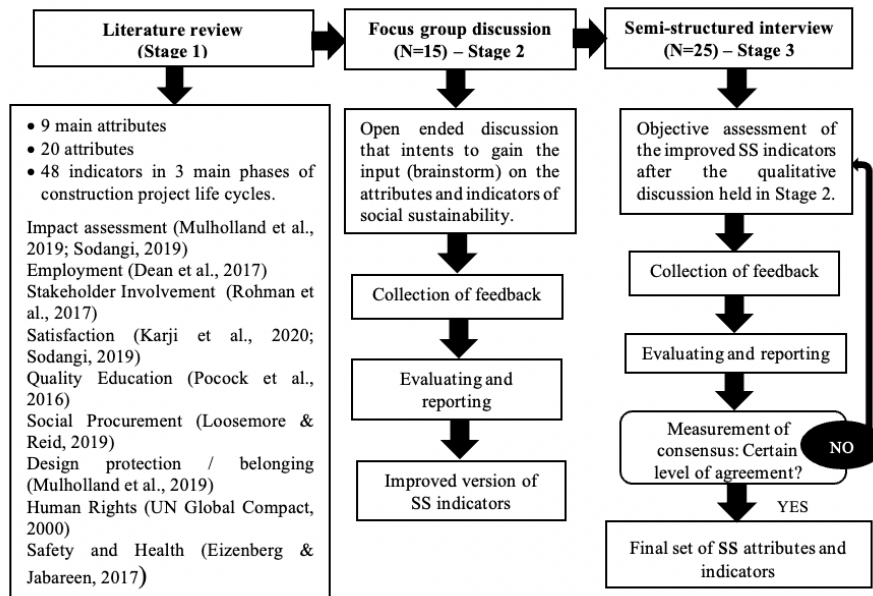 Literature review
(Stage 1)
• 9 main attributes
• 20 attributes
• 48 indicators in 3 main phases of
construction project life cycles.
Impact assessment (Mulholland et al.,
2019; Sodangi, 2019)
Employment (Dean et al., 2017)
Stakeholder Involvement (Rohman et
al., 2017)
Satisfaction (Karji et al., 2020;
Sodangi, 2019)
Quality Education (Pocock et al.,
2016)
Social Procurement (Loosemore &
Reid, 2019)
Design protection / belonging
(Mulholland et al., 2019)
Human Rights (UN Global Compact,
2000)
Safety and Health (Eizenberg &
Jabareen, 2017)
Focus group discussion
(N=15) – Stage 2
Open ended discussion
that intents to gain the
input (brainstorm) on the
attributes and indicators of
social sustainability.
Collection of feedback
Evaluating and
reporting
Improved version of
SS indicators
Semi-structured interview
(N=25) – Stage 3
Objective assessment of
the improved SS indicators
after the qualitative
discussion held in Stage 2.
Collection of feedback
Evaluating and reporting
Measurement of
consensus: Certain
level of agreement?
NO
YES
Final set of SS attributes and
indicators